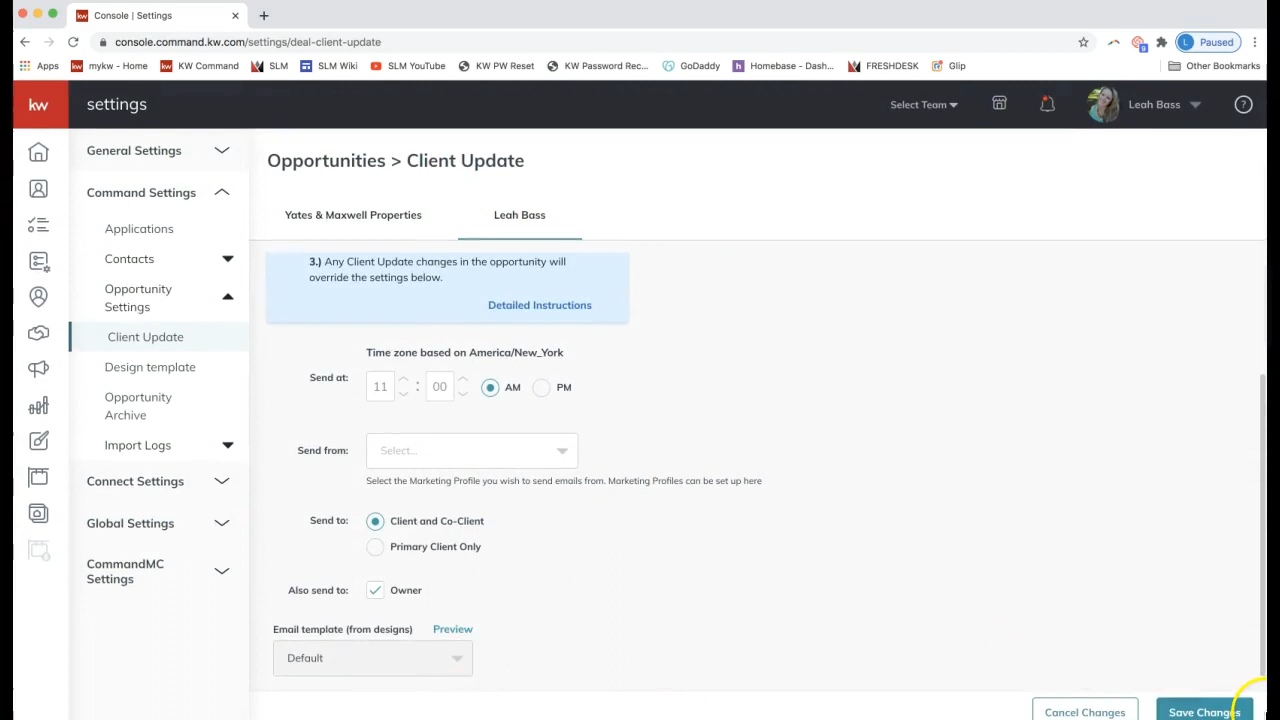 kw Console | Settings
console.command.kw.com/settings/deal-client-update
9 L Paused
Apps kw mykw - Home kw KW Command SLM SLM Wiki SLM YouTube KW PW Reset KW Password Rec... GoDaddy h Homebase - Dash... FRESHDESK Glip Other Bookmarks
kw settings Select Team Leah Bass ?
General Settings
Command Settings
Applications
Contacts
Opportunity
Settings
Client Update
Design template
Opportunity
Archive
Import Logs
Connect Settings
Global Settings
CommandMC
Settings
Opportunities > Client Update
Yates & Maxwell Properties Leah Bass
3.) Any Client Update changes in the opportunity will
override the settings below.
Detailed Instructions
Time zone based on America/New_York
Send at: 11 : 00 AM PM
Send from: Select...
Select the Marketing Profile you wish to send emails from. Marketing Profiles can be set up here
Send to: Client and Co-Client
Primary Client Only
Also send to: Owner
Email template (from designs) Preview
Default
Cancel Changes Save Changes